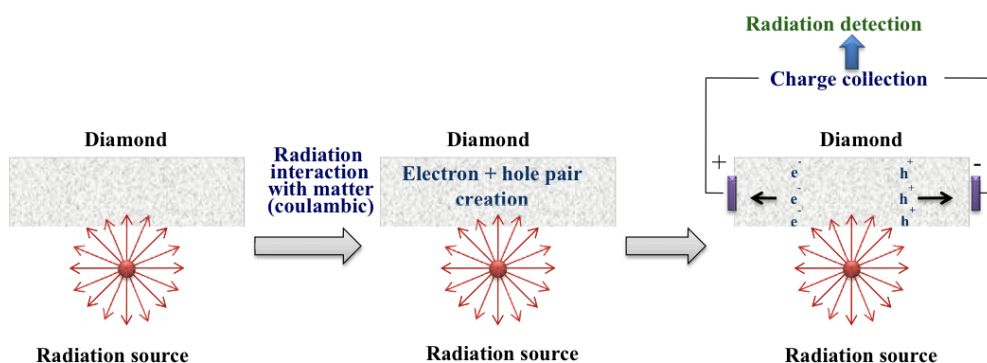 Diamond
Radiation source
Radiation
interaction
with matter
(coulambic)
Diamond
Electron + hole pair
creation
Radiation source
Radiation detection
Charge collection
Diamond
+
-
e-
e-
e-
h+
h+
h+
Radiation source